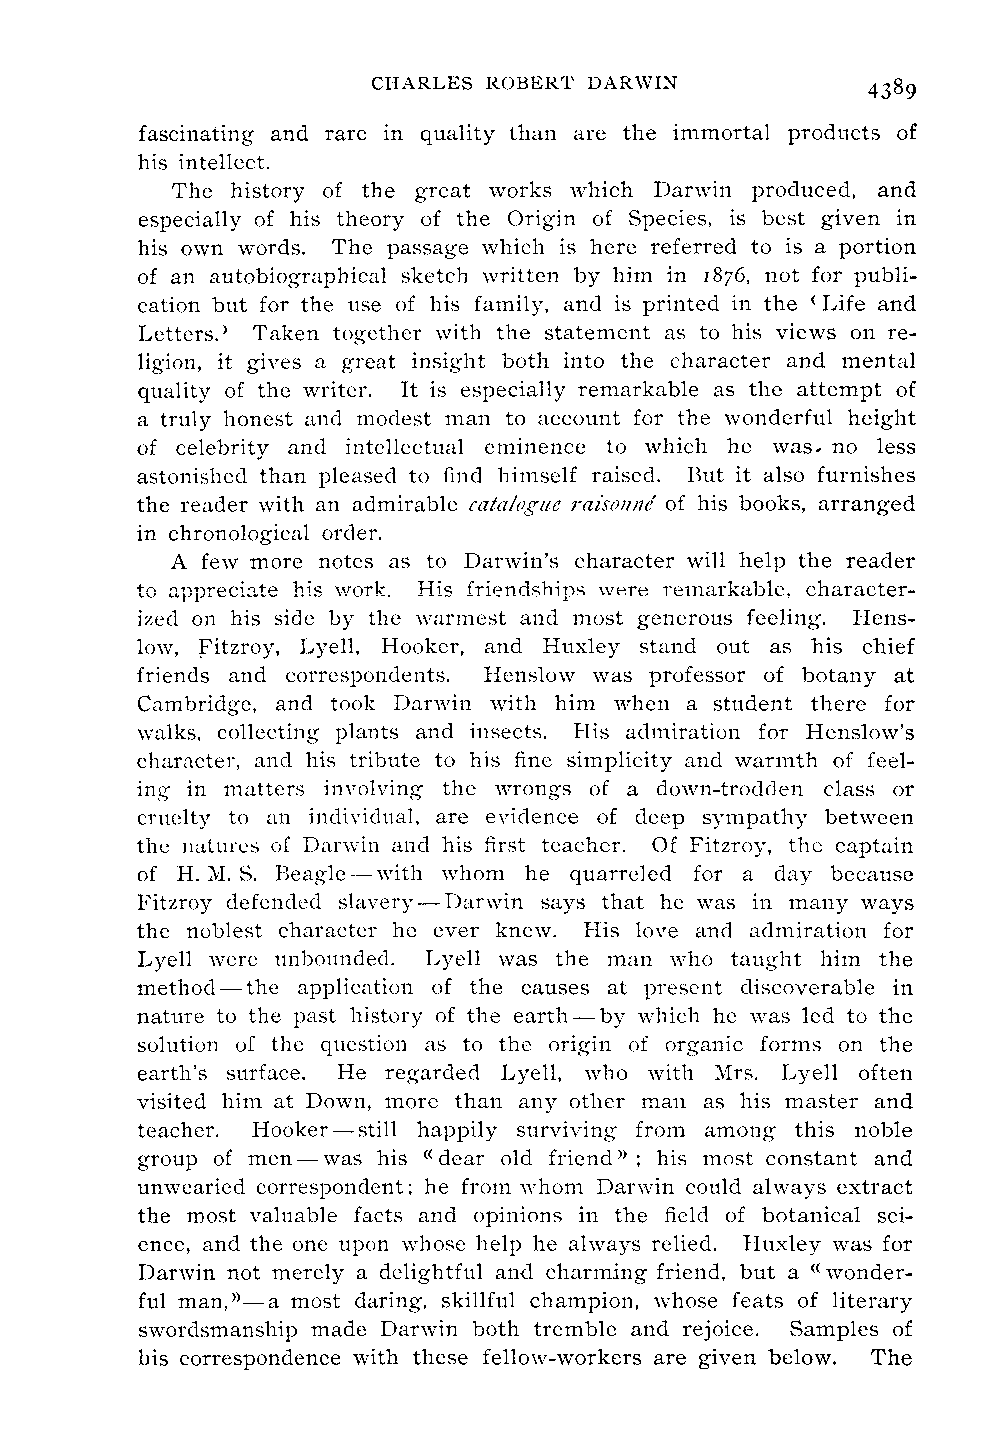 CHARLES ROBERT DARWIN 4389
fascinating and rare in quality than are the immortal products of
his intellect.
The history of the great works which Darwin produced, and
especially of his theory of the Origin of Species, is best given in
his own words. The passage which is here referred to is a portion
of an autobiographical sketch written by him in 1876, not for publi-
cation but for the use of his family, and is printed in the ‘Life and
Letters.’ Taken together with the statement as to his views on re-
ligion, it gives a great insight both into the character and mental
quality of the writer. It is especially remarkable as the attempt of
a truly honest and modest man to account for the wonderful height
of celebrity and intellectual eminence to which he was no less
astonished than pleased to find himself raised. But it also furnishes
the reader with an admirable catalogue raisonné of his books, arranged
in chronological order.
A few more notes as to Darwin's character will help the reader
to appreciate his work. His friendships were remarkable, character-
ized on his side by the warmest and most generous feeling. Hens-
low, Fitzroy, Lyell, Hooker, and Huxley stand out as his chief
friends and correspondents. Henslow was professor of botany at
Cambridge, and took Darwin with him when a student there for
walks, collecting plants and insects. His admiration for Henslow's
character, and his tribute to his fine simplicity and warmth of feel-
ing in matters involving the wrongs of a down-trodden class or
cruelty to an individual, are evidence of deep sympathy between
the natures of Darwin and his first teacher. Of Fitzroy, the captain
of H. M. S. Beagle—with whom he quarreled for a day because
Fitzroy defended slavery—Darwin says that he was in many ways
the noblest character he ever knew. His love and admiration for
Lyell were unbounded. Lyell was the man who taught him the
method—the application of the causes at present discoverable in
nature to the past history of the earth—by which he was led to the
solution of the question as to the origin of organic forms on the
earth's surface. He regarded Lyell, who with Mrs. Lyell often
visited him at Down, more than any other man as his master and
teacher. Hooker—still happily surviving from among this noble
group of men—was his “dear old friend”; his most constant and
unwearied correspondent; he from whom Darwin could always extract
the most valuable facts and opinions in the field of botanical sci-
ence, and the one upon whose help he always relied. Huxley was for
Darwin not merely a delightful and charming friend, but a “wonder-
ful man,”—a most daring, skillful champion, whose feats of literary
swordsmanship made Darwin both tremble and rejoice. Samples of
his correspondence with these fellow-workers are given below. The